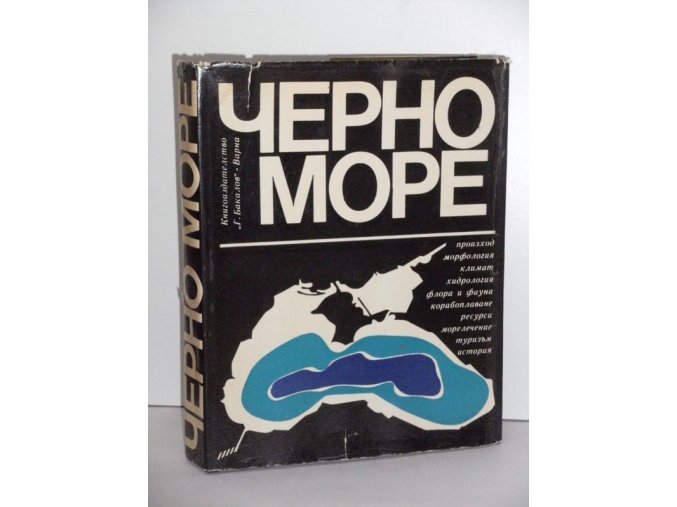 ЧЕРНО МОРЕ
Книгоиздателство
„Г. Бакалов“ - Варна
ЧЕРНО
МОРЕ
произход
морфология
климат
хидрология
флора и фауна
корабоплаване
ресурси
морелечение
туризъм
история